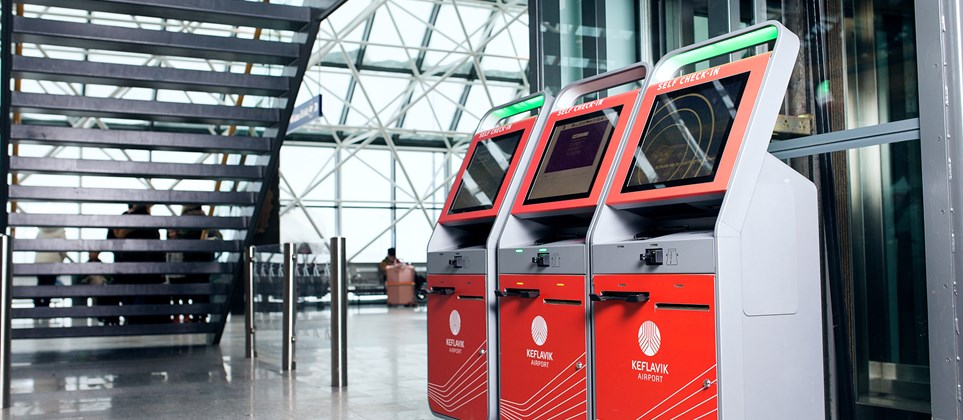 SELF CHECK-IN
SELF CHECK-IN
SELF CHECK-IN
KEFLAVIK
AIRPORT
KEFLAVIK
AIRPORT
KEFLAVIK
AIRPORT